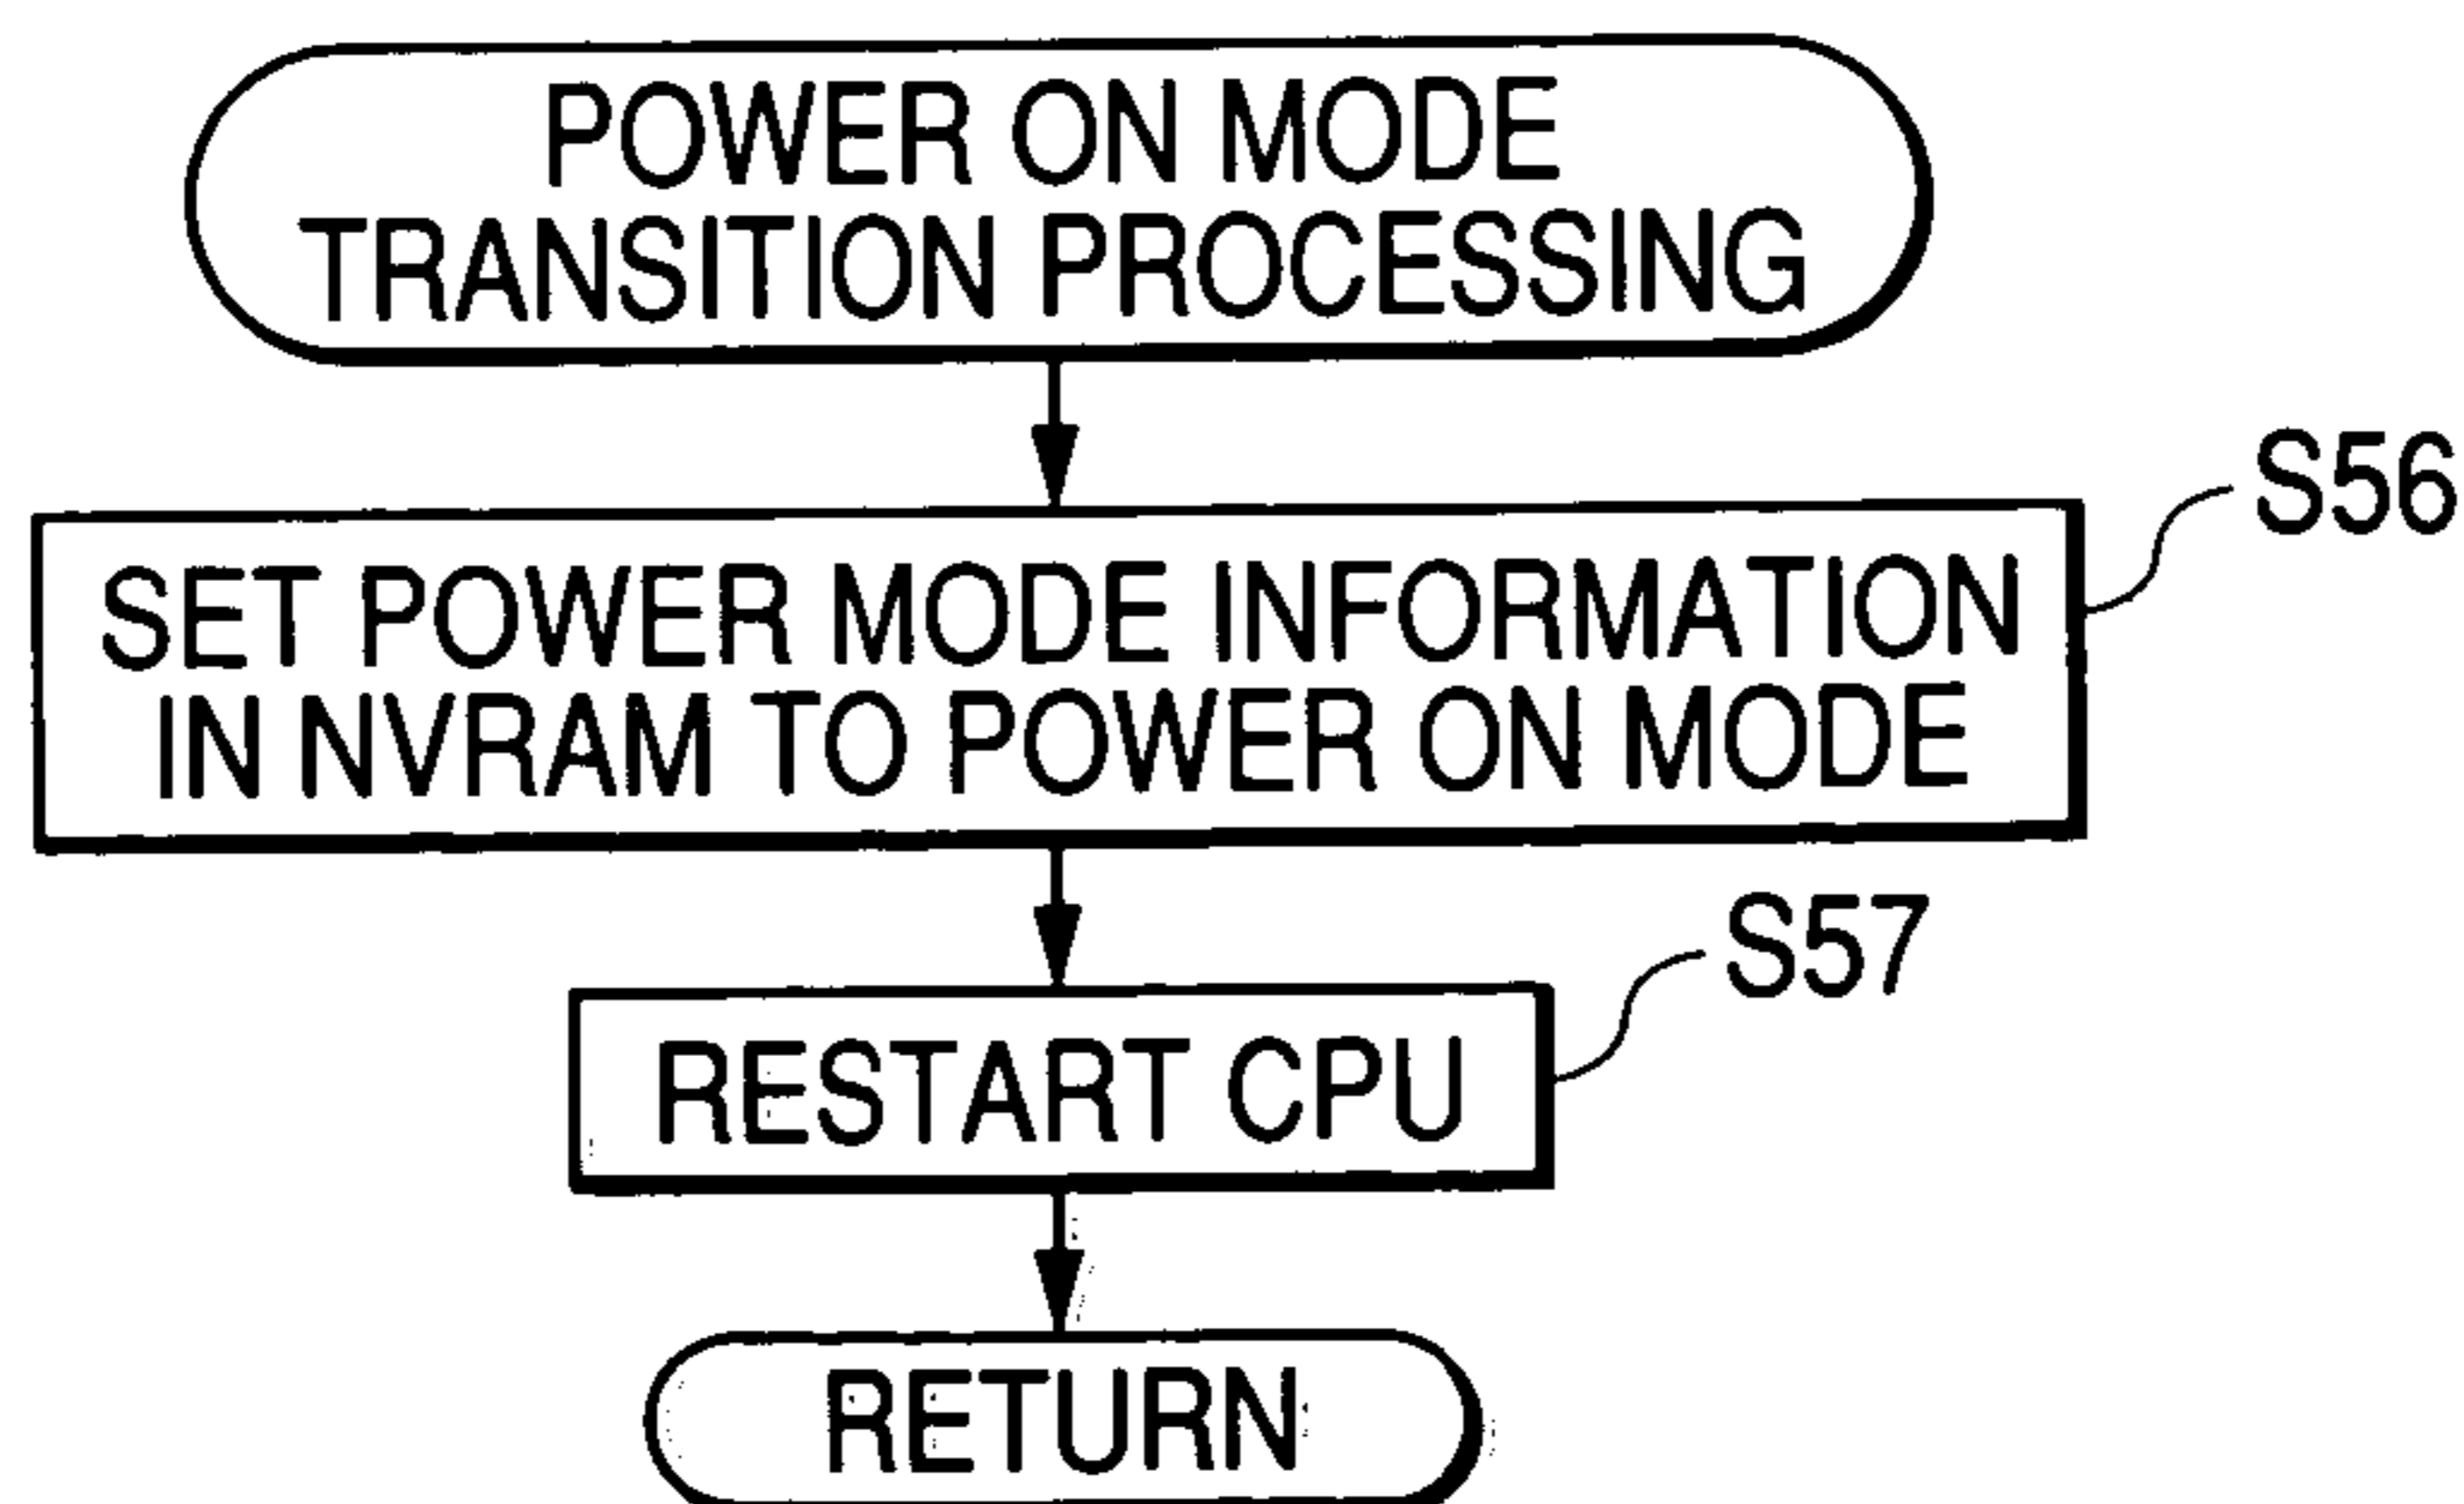 POWER ON MODE
TRANSITION PROCESSING
S56
SET POWER MODE INFORMATION
IN NVRAM TO POWER ON MODE
S57
RESTART CPU
RETURN